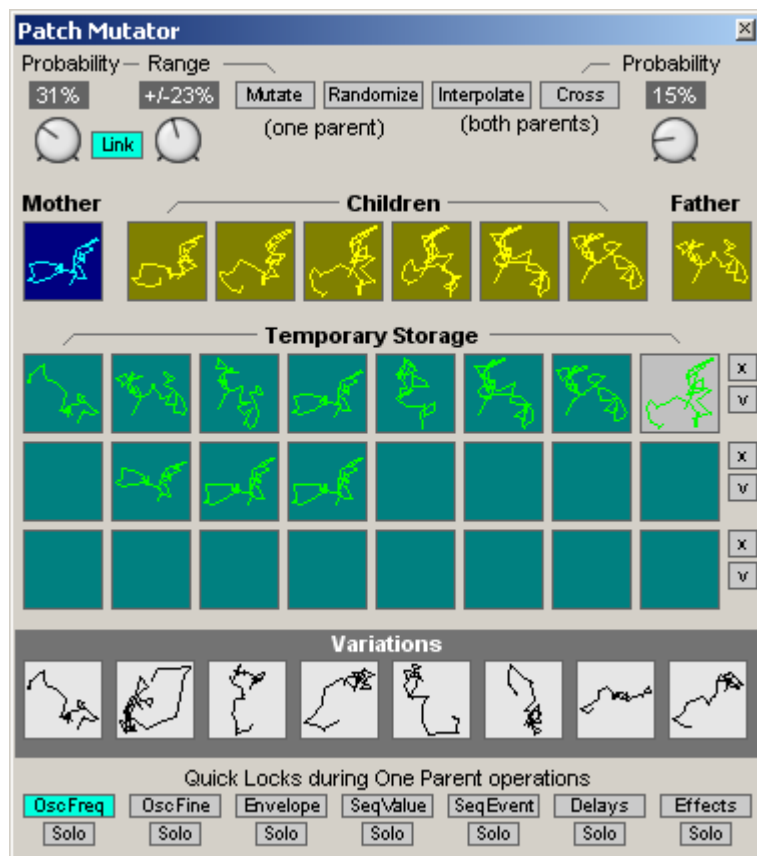 Patch Mutator
Probability Range Probability
31% +/-23% Mutate Randomize Interpolate Cross 15%
Link (one parent) (both parents)
Mother Children Father
Temporary Storage
x
v
x
v
x
v
Variations
Quick Locks during One Parent operations
OscFreq OscFine Envelope SeqValue SeqEvent Delays Effects
Solo Solo Solo Solo Solo Solo Solo